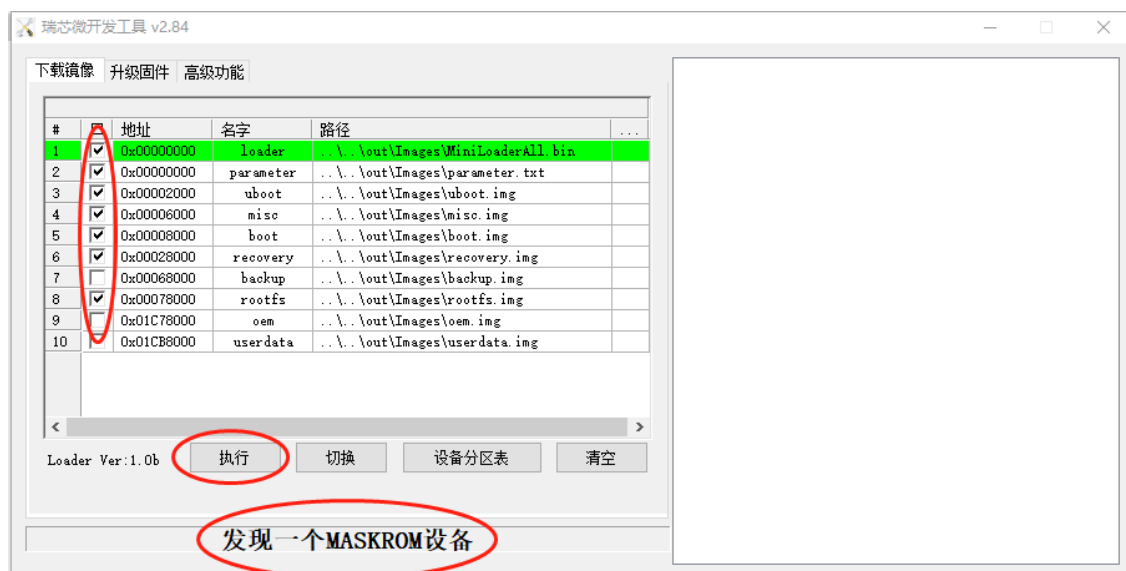 瑞芯微开发工具 v2.84
下载镜像 升级固件 高级功能
# 地址 名字 路径 ...
1 0x00000000 loader ..\..\out\Images\MiniLoaderAll.bin
2 0x00000000 parameter ..\..\out\Images\parameter.txt
3 0x00002000 uboot ..\..\out\Images\uboot.img
4 0x00006000 misc ..\..\out\Images\misc.img
5 0x00008000 boot ..\..\out\Images\boot.img
6 0x00028000 recovery ..\..\out\Images\recovery.img
7 0x00068000 backup ..\..\out\Images\backup.img
8 0x00078000 rootfs ..\..\out\Images\rootfs.img
9 0x01C78000 oem ..\..\out\Images\oem.img
10 0x01CB8000 userdata ..\..\out\Images\userdata.img
Loader Ver:1.0b 执行 切换 设备分区表 清空
发现一个MASKROM设备